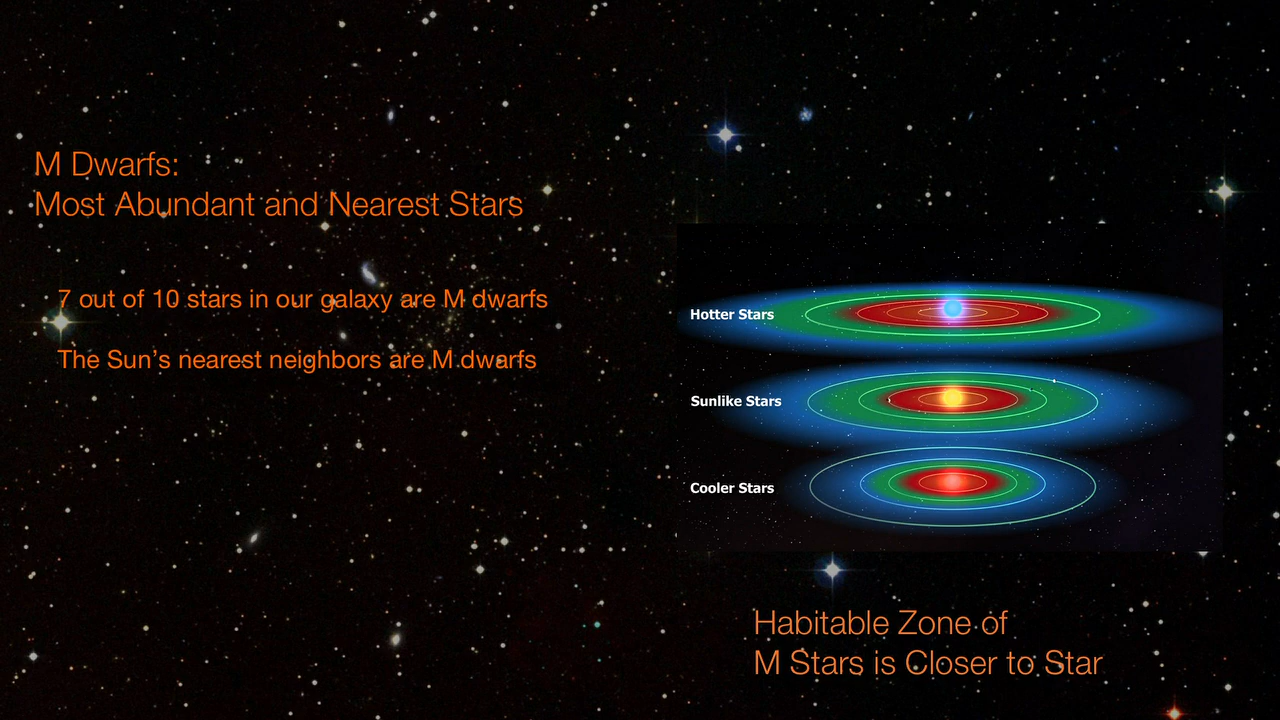 M Dwarfs:
Most Abundant and Nearest Stars
7 out of 10 stars in our galaxy are M dwarfs
The Sun’s nearest neighbors are M dwarfs
Hotter Stars
Sunlike Stars
Cooler Stars
Habitable Zone of
M Stars is Closer to Star